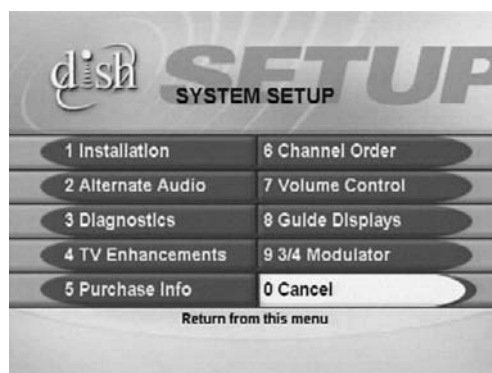 dish
SETUP
SYSTEM SETUP
1 Installation
2 Alternate Audio
3 Diagnostics
4 TV Enhancements
5 Purchase Info
6 Channel Order
7 Volume Control
8 Guide Displays
9 3/4 Modulator
0 Cancel
Return from this menu